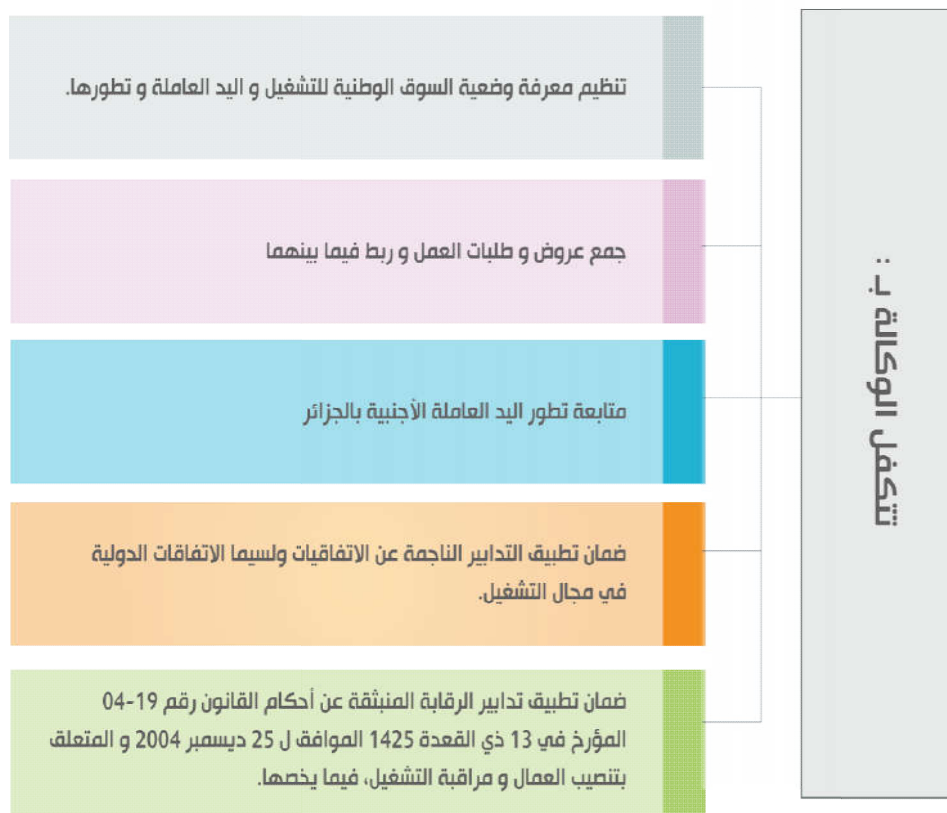 تتكفل الوكالة بـ :
تنظيم معرفة وضعية السوق الوطنية للتشغيل و اليد العاملة و تطورها.
جمع عروض و طلبات العمل و ربط فيما بينهما
متابعة تطور اليد العاملة الأجنبية بالجزائر
ضمان تطبيق التدابير الناجمة عن الاتفاقيات ولسيما الاتفاقات الدولية
في مجال التشغيل.
ضمان تطبيق تدابير الرقابة المنبثقة عن أحكام القانون رقم 19-04
المؤرخ في 13 ذي القعدة 1425 الموافق ل 25 ديسمبر 2004 و المتعلق
بتنصيب العمال و مراقبة التشغيل، فيما يخصها.